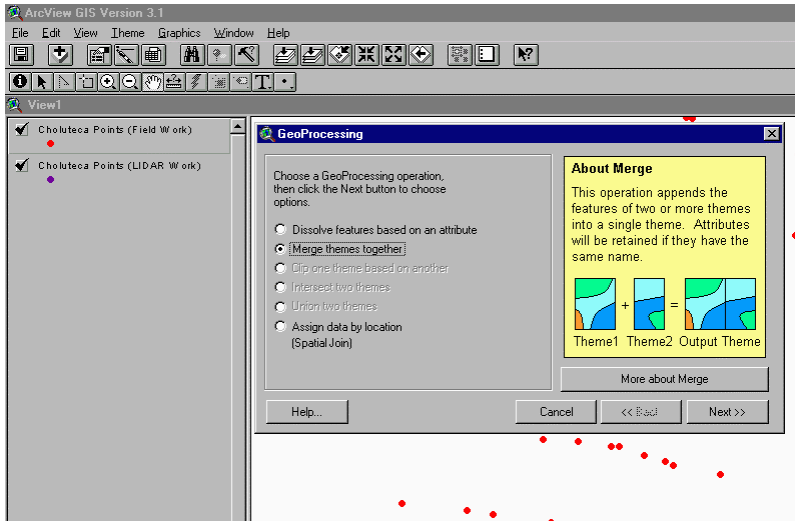 ArcView GIS Version 3.1
File Edit View Theme Graphics Window Help
View1
Choluteca Points (Field Work)
Choluteca Points (LIDAR Work)
GeoProcessing
Choose a GeoProcessing operation,
then click the Next button to choose
options.
Dissolve features based on an attribute
Merge themes together
Clip one theme based on another
Intersect two themes
Union two themes
Assign data by location
(Spatial Join)
About Merge
This operation appends the
features of two or more themes
into a single theme. Attributes
will be retained if they have the
same name.
+ =
Theme1 Theme2 Output Theme
More about Merge
Help... Cancel << Back Next >>